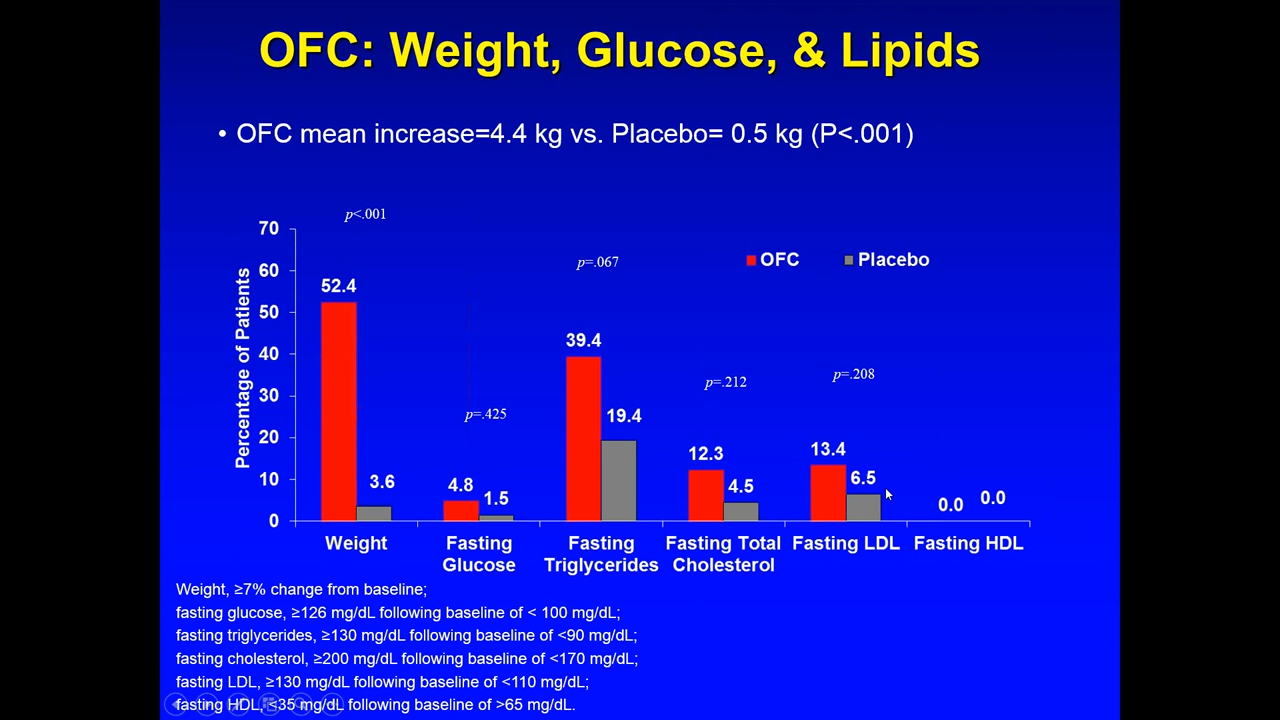 OFC: Weight, Glucose, & Lipids
• OFC mean increase=4.4 kg vs. Placebo= 0.5 kg (P<.001)
p<.001
p=.067
p=.212
p=.208
p=.425
OFC
Placebo
Percentage of Patients
70
60
50
40
30
20
10
0
52.4
3.6
4.8
1.5
39.4
19.4
12.3
4.5
13.4
6.5
0.0
0.0
Weight
Fasting
Glucose
Fasting
Triglycerides
Fasting Total
Cholesterol
Fasting LDL
Fasting HDL
Weight, ≥7% change from baseline;
fasting glucose, ≥126 mg/dL following baseline of < 100 mg/dL;
fasting triglycerides, ≥130 mg/dL following baseline of <90 mg/dL;
fasting cholesterol, ≥200 mg/dL following baseline of <170 mg/dL;
fasting LDL, ≥130 mg/dL following baseline of <110 mg/dL;
fasting HDL, <35 mg/dL following baseline of >65 mg/dL.